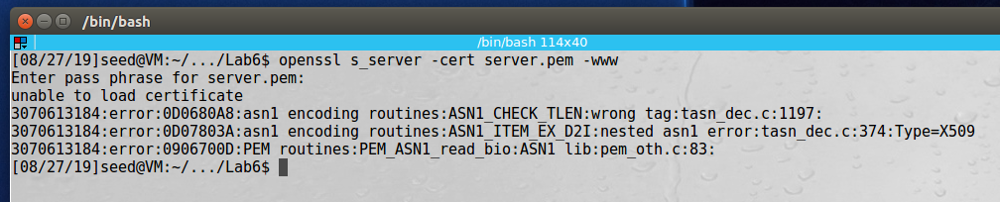 /bin/bash
/bin/bash 114x40
[08/27/19]seed@VM:~/.../Lab6$ openssl s_server -cert server.pem -www
Enter pass phrase for server.pem:
unable to load certificate
3070613184:error:0D0680A8:asn1 encoding routines:ASN1_CHECK_TLEN:wrong tag:tasn_dec.c:1197:
3070613184:error:0D07803A:asn1 encoding routines:ASN1_ITEM_EX_D2I:nested asn1 error:tasn_dec.c:374:Type=X509
3070613184:error:0906700D:PEM routines:PEM_ASN1_read_bio:ASN1 lib:pem_oth.c:83:
[08/27/19]seed@VM:~/.../Lab6$